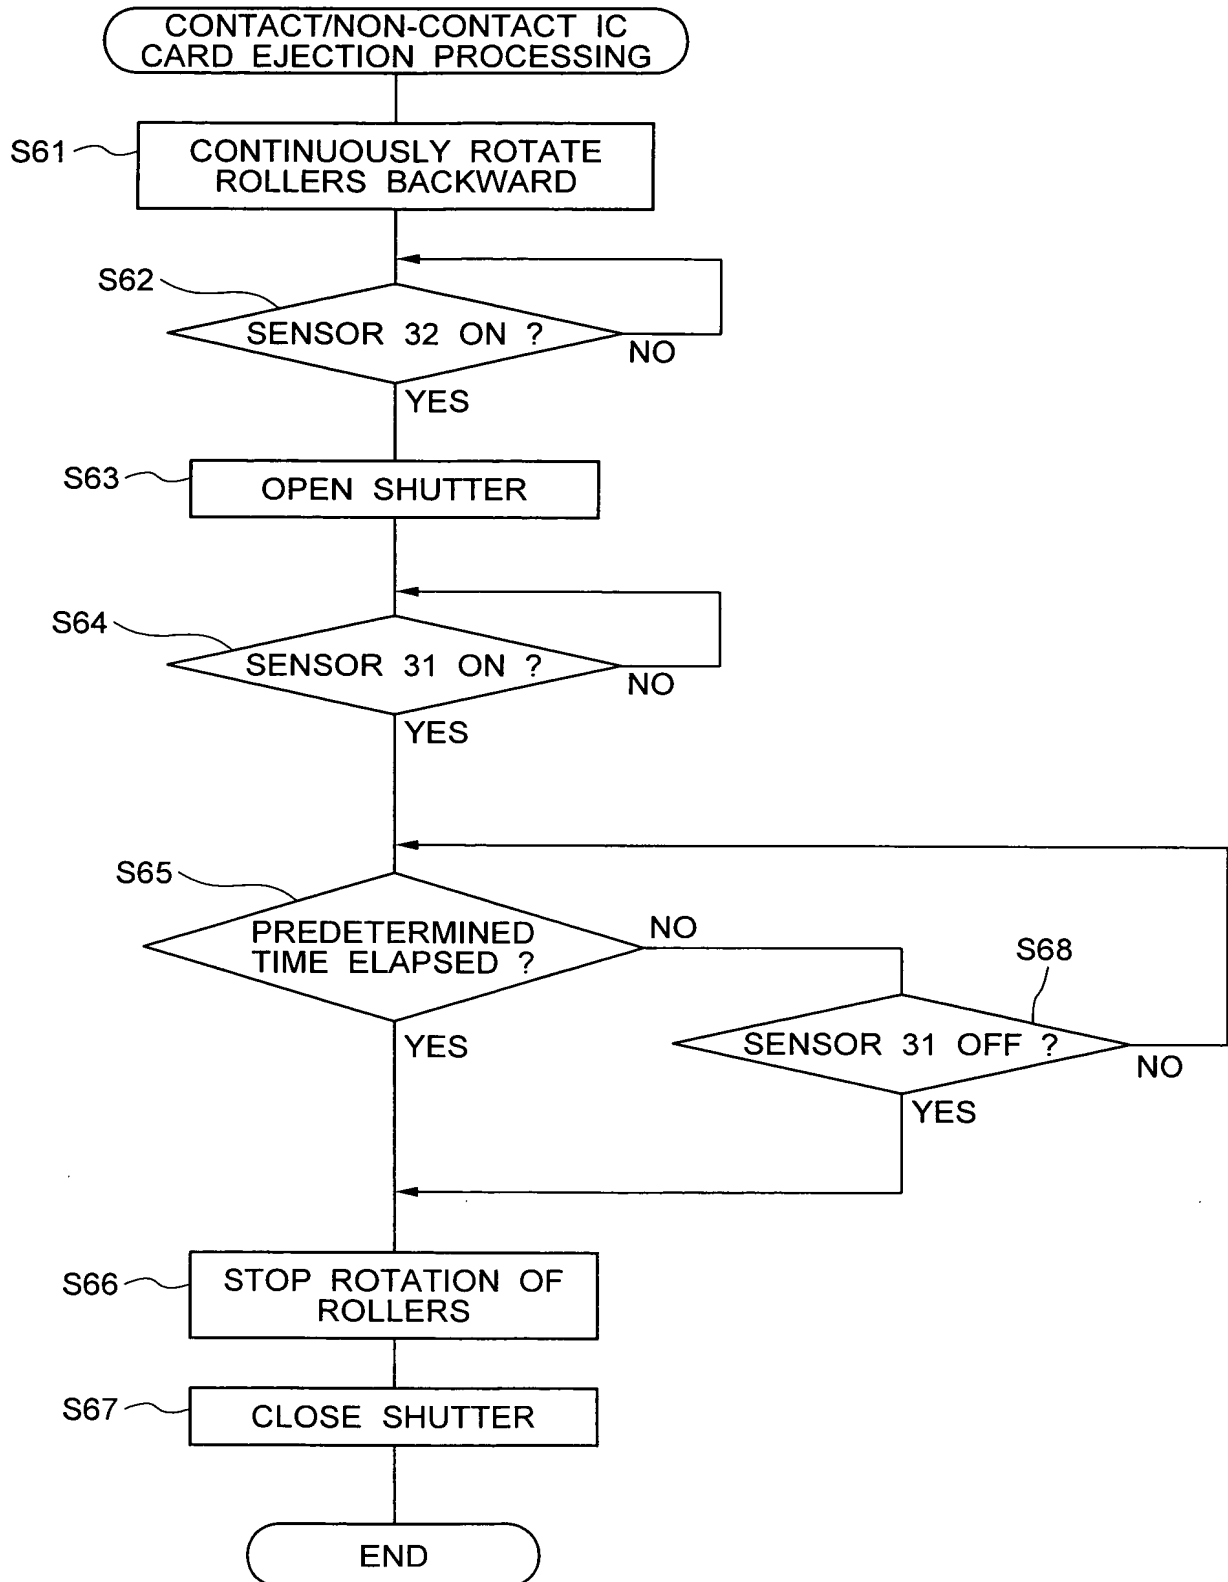 CONTACT/NON-CONTACT IC
CARD EJECTION PROCESSING
S61
CONTINUOUSLY ROTATE
ROLLERS BACKWARD
S62
SENSOR 32 ON ?
NO
YES
S63
OPEN SHUTTER
S64
SENSOR 31 ON ?
NO
YES
S65
PREDETERMINED
TIME ELAPSED ?
NO
YES
S68
SENSOR 31 OFF ?
NO
YES
S66
STOP ROTATION OF
ROLLERS
S67
CLOSE SHUTTER
END